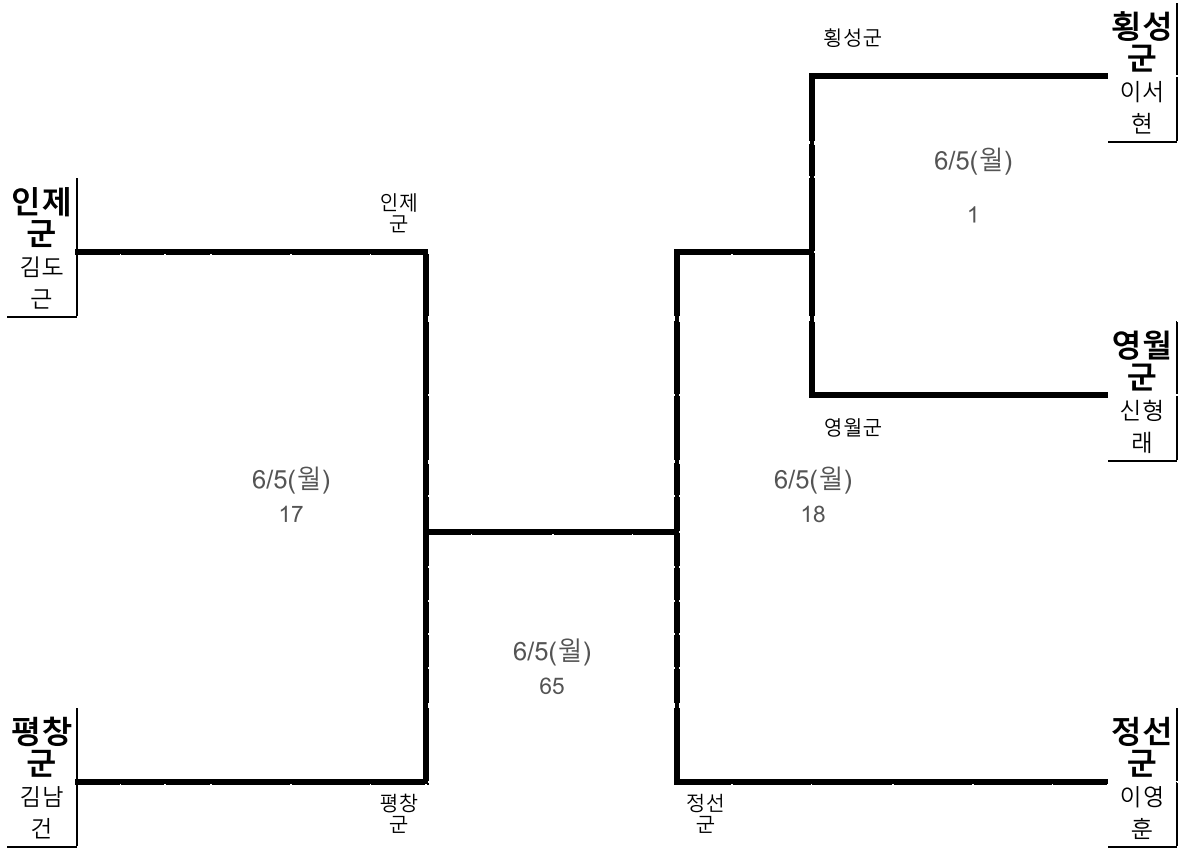 횡성군
횡성
군
이서
현
6/5(월)
1
인제
군
김도
근
인제
군
영월
군
신형
래
영월군
6/5(월)
17
6/5(월)
18
6/5(월)
65
평창
군
김남
건
평창
군
정선
군
정선
군
이영
훈